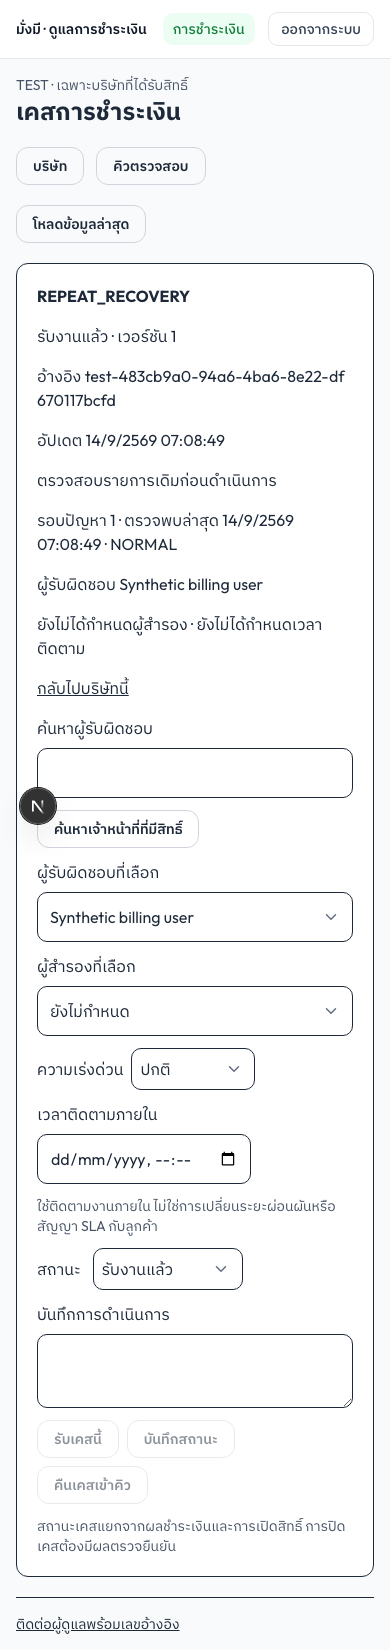 มั่งมี · ดูแลการชำระเงิน
การชำระเงิน
ออกจากระบบ
TEST · เฉพาะบริษัทที่ได้รับสิทธิ์
เคสการชำระเงิน
บริษัท
คิวตรวจสอบ
โหลดข้อมูลล่าสุด
REPEAT_RECOVERY
รับงานแล้ว · เวอร์ชัน 1
อ้างอิง test-483cb9a0-94a6-4ba6-8e22-df
670117bcfd
อัปเดต 14/9/2569 07:08:49
ตรวจสอบรายการเดิมก่อนดำเนินการ
รอบปัญหา 1 · ตรวจพบล่าสุด 14/9/2569
07:08:49 · NORMAL
ผู้รับผิดชอบ Synthetic billing user
ยังไม่ได้กำหนดผู้สำรอง · ยังไม่ได้กำหนดเวลา
ติดตาม
กลับไปบริษัทนี้
ค้นหาผู้รับผิดชอบ
N
ค้นหาเจ้าหน้าที่ที่มีสิทธิ์
ผู้รับผิดชอบที่เลือก
Synthetic billing user
ผู้สำรองที่เลือก
ยังไม่กำหนด
ความเร่งด่วน ปกติ
เวลาติดตามภายใน
dd/mm/yyyy, --:--
ใช้ติดตามงานภายใน ไม่ใช่การเปลี่ยนระยะผ่อนผันหรือ
สัญญา SLA กับลูกค้า
สถานะ รับงานแล้ว
บันทึกการดำเนินการ
รับเคสนี้
บันทึกสถานะ
คืนเคสเข้าคิว
สถานะเคสแยกจากผลชำระเงินและการเปิดสิทธิ์ การปิด
เคสต้องมีผลตรวจยืนยัน
ติดต่อผู้ดูแลพร้อมเลขอ้างอิง